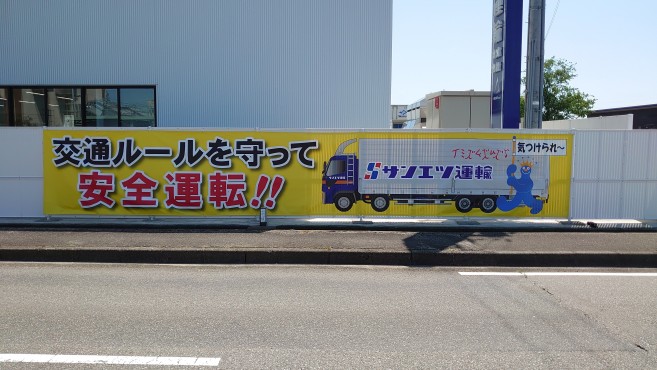 交通ルールを守って
安全運転!!
サンエツ運輸
気つけられ～